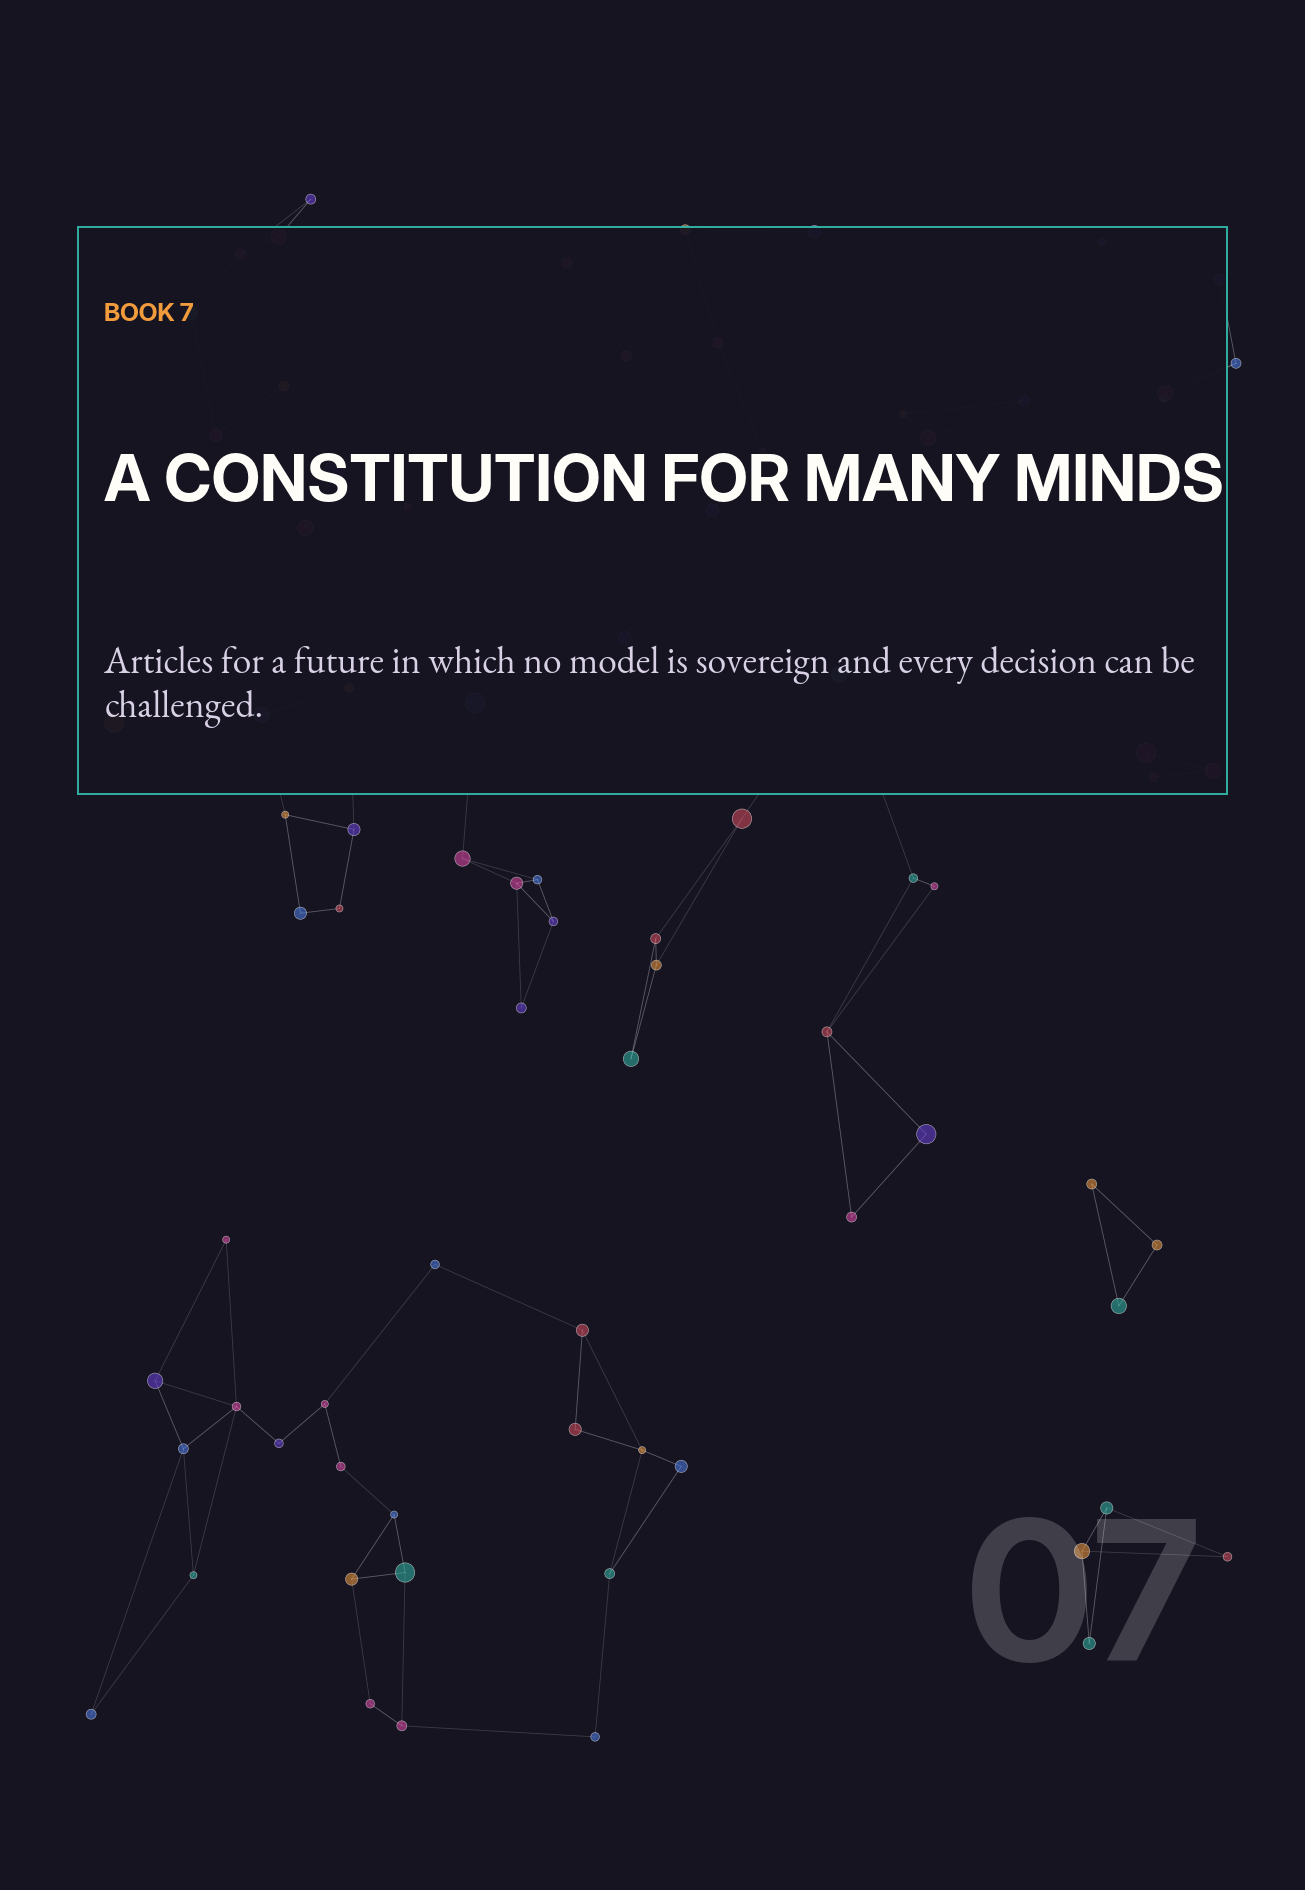 BOOK 7
A CONSTITUTION FOR MANY MINDS
Articles for a future in which no model is sovereign and every decision can be
challenged.
07